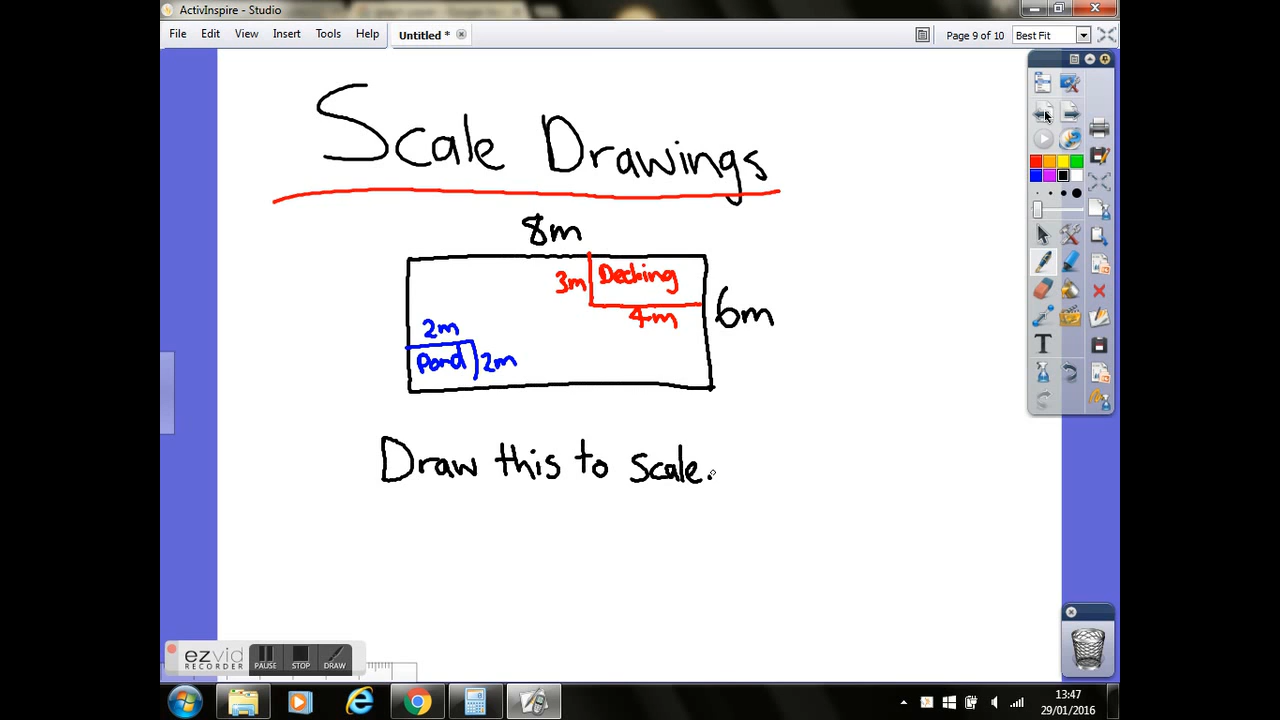 ActivInspire - Studio
File Edit View Insert Tools Help Untitled * Page 9 of 10 Best Fit
Scale Drawings
8m
3m Decking
4m
6m
2m
Pond 2m
Draw this to scale.
T
ezvid
RECORDER
PAUSE STOP DRAW
13:47
29/01/2016